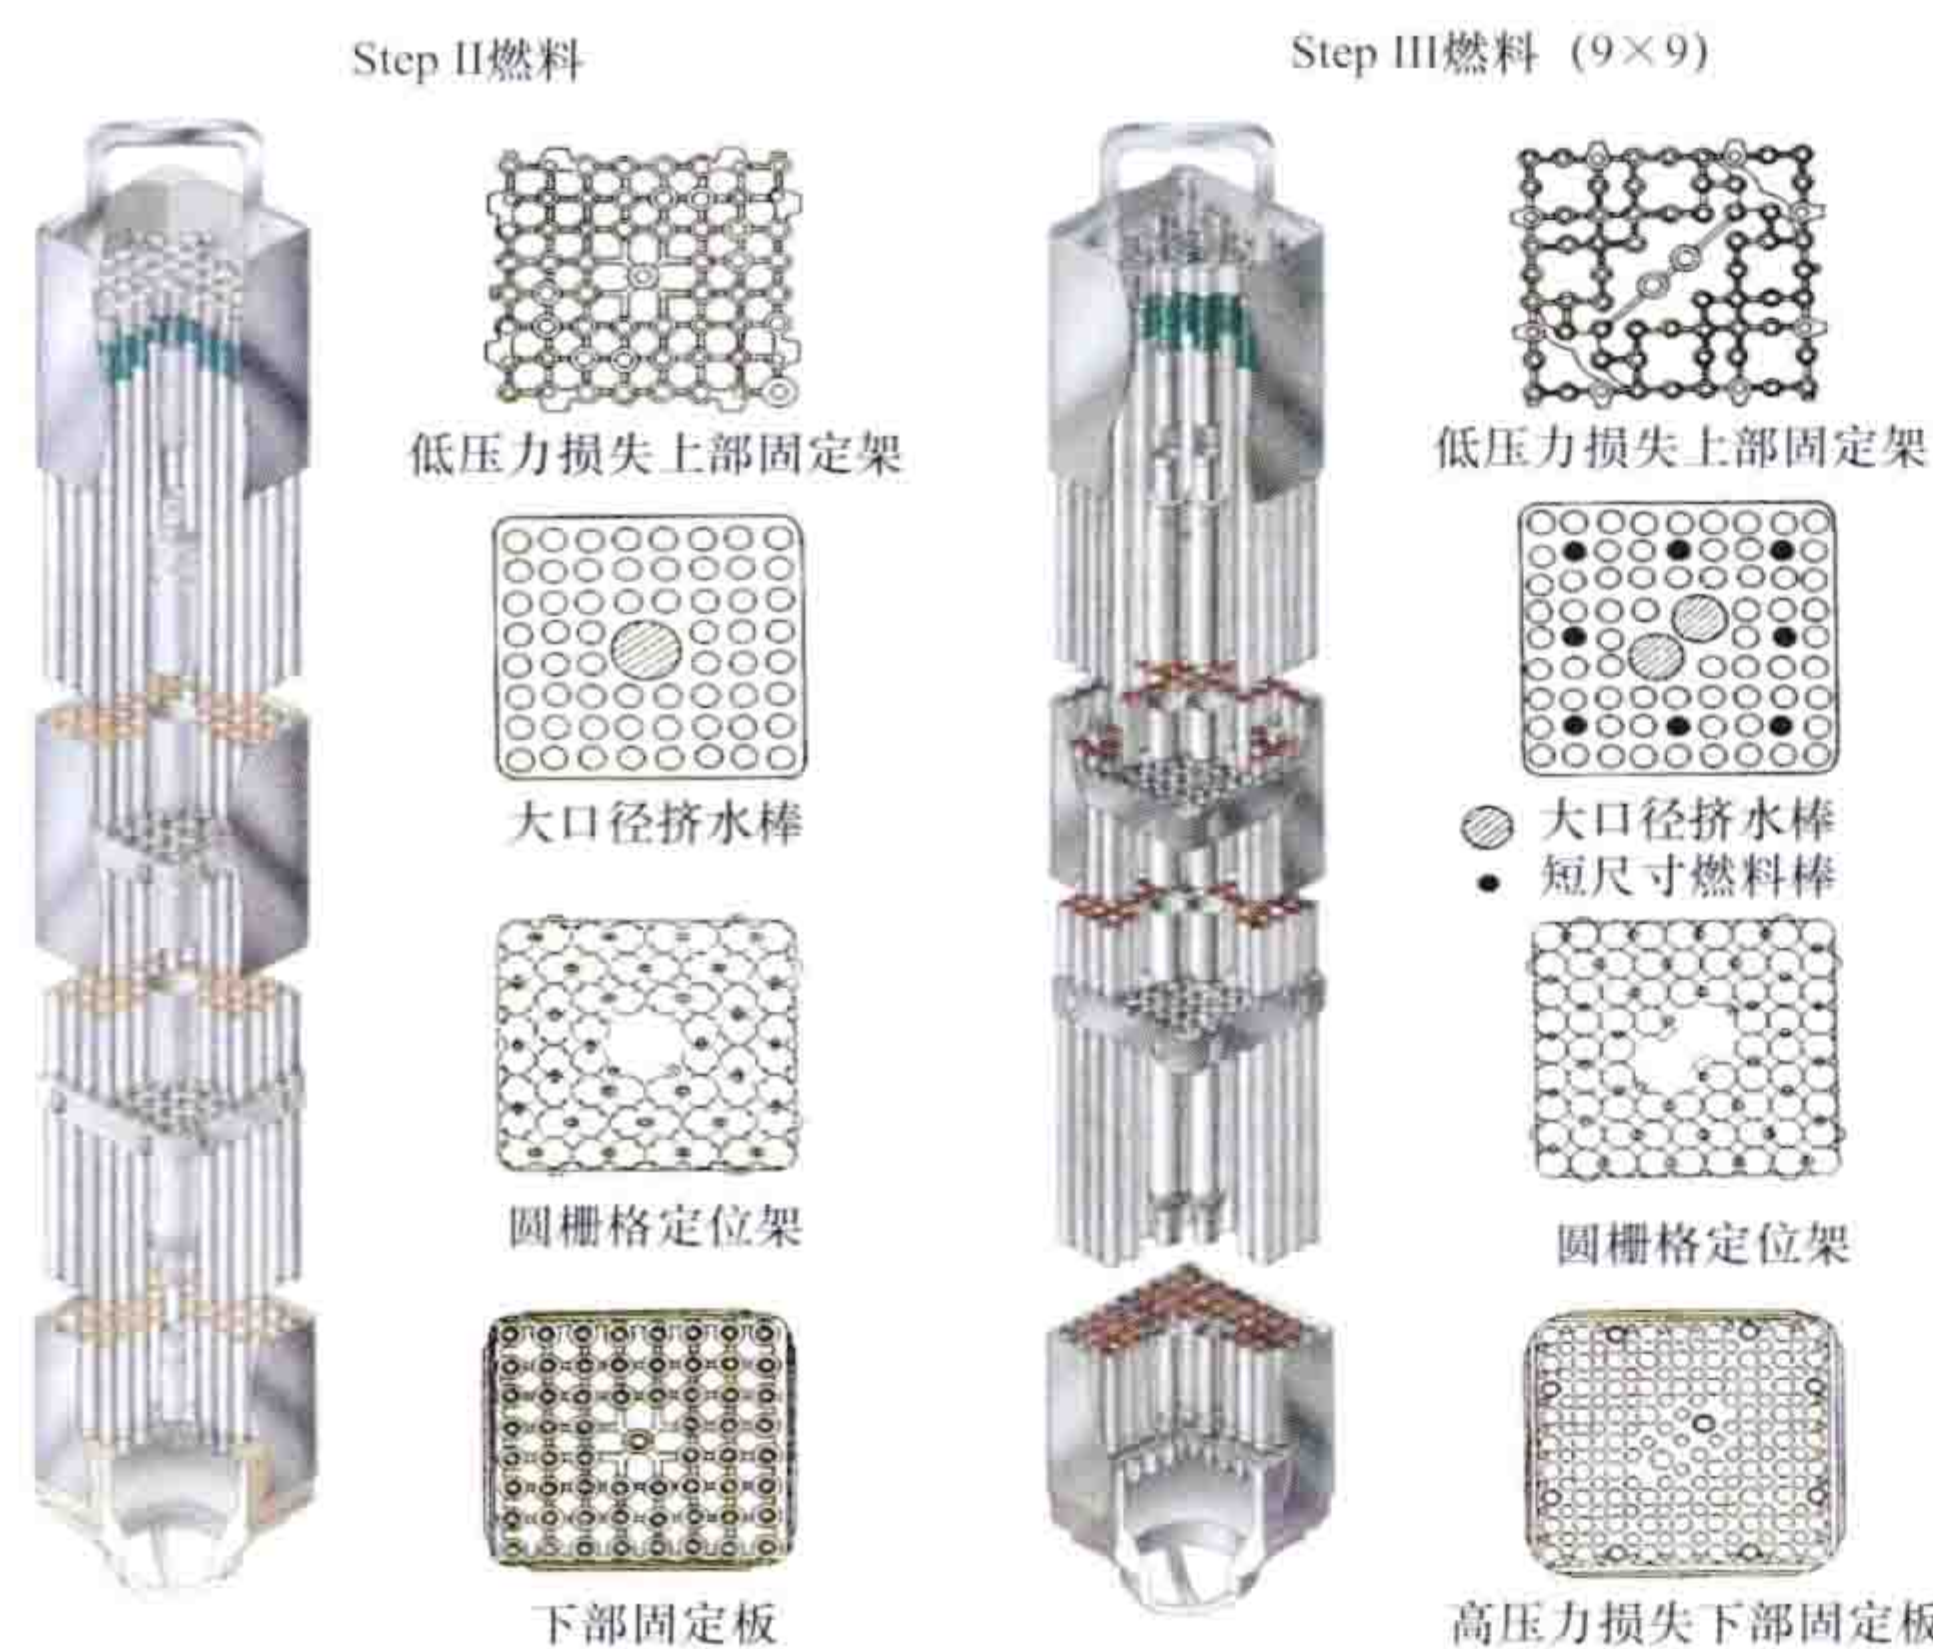 Step II燃料
低压力损失上部固定架
大口径挤水棒
圆栅格定位架
下部固定板
Step III燃料 (9×9)
低压力损失上部固定架
大口径挤水棒
短尺寸燃料棒
圆栅格定位架
高压力损失下部固定板